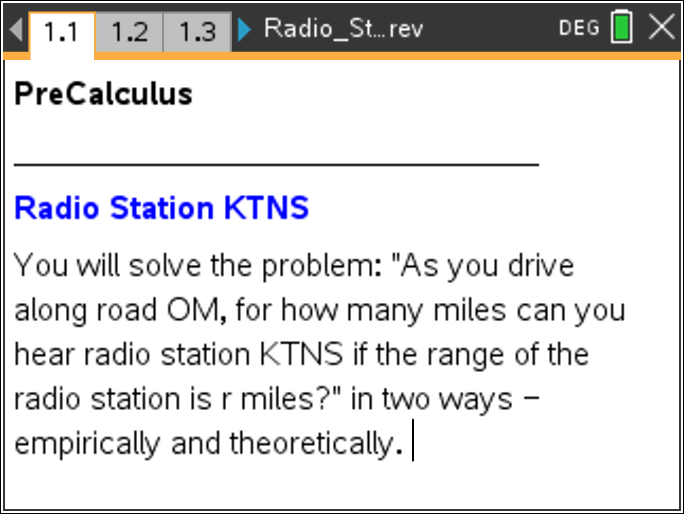 1.1 1.2 1.3 Radio_St...rev DEG
PreCalculus
Radio Station KTNS
You will solve the problem: "As you drive
along road OM, for how many miles can you
hear radio station KTNS if the range of the
radio station is r miles?" in two ways –
empirically and theoretically.